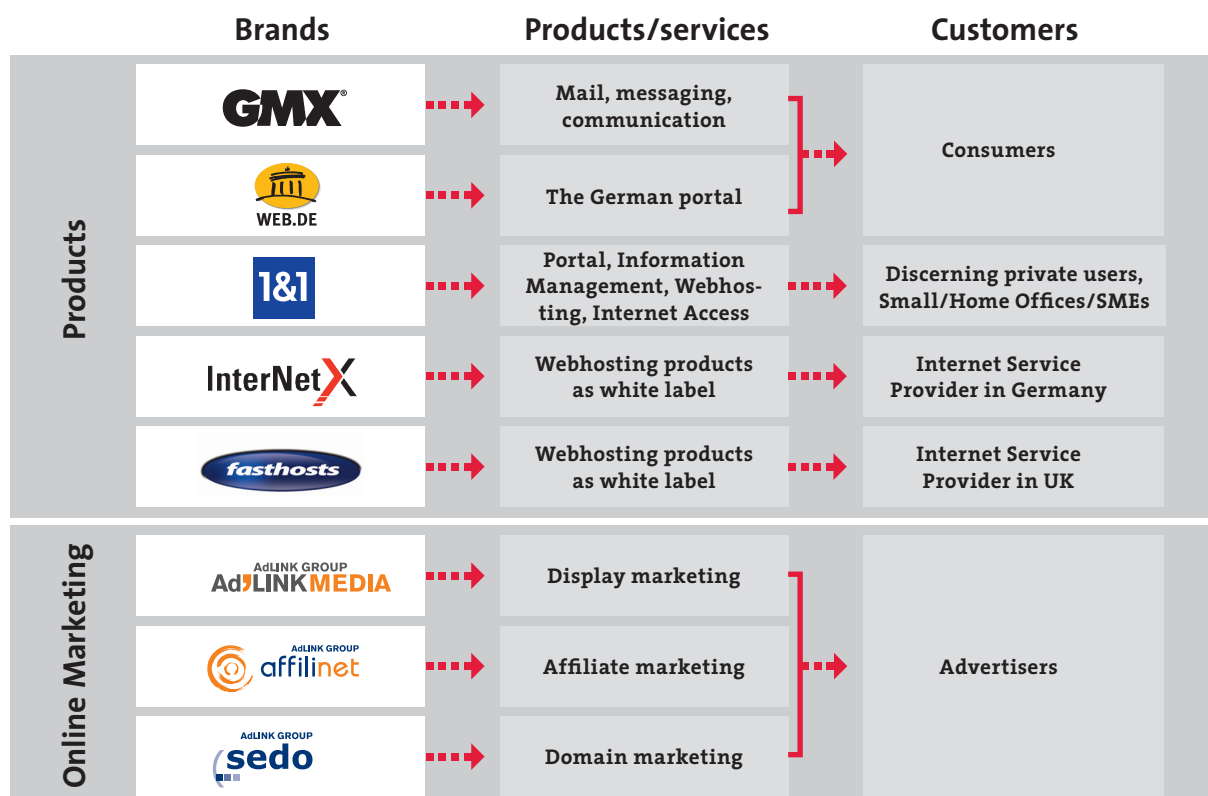 Brands Products/services Customers
Products
GMX®
Mail, messaging,
communication
Consumers
WEB.DE
The German portal
1&1
Portal, Information
Management, Webhos-
ting, Internet Access
Discerning private users,
Small/Home Offices/SMEs
InterNetX
Webhosting products
as white label
Internet Service
Provider in Germany
fasthosts
Webhosting products
as white label
Internet Service
Provider in UK
Online Marketing
AdLINK GROUP
Ad'LINKMEDIA
Display marketing
AdLINK GROUP
affilinet
Affiliate marketing
Advertisers
AdLINK GROUP
sedo
Domain marketing